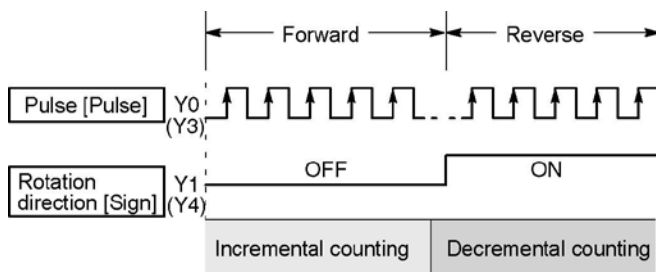 Forward Reverse
Pulse [Pulse] Y0
(Y3)
OFF ON
Rotation Y1
direction [Sign] (Y4)
Incremental counting Decremental counting